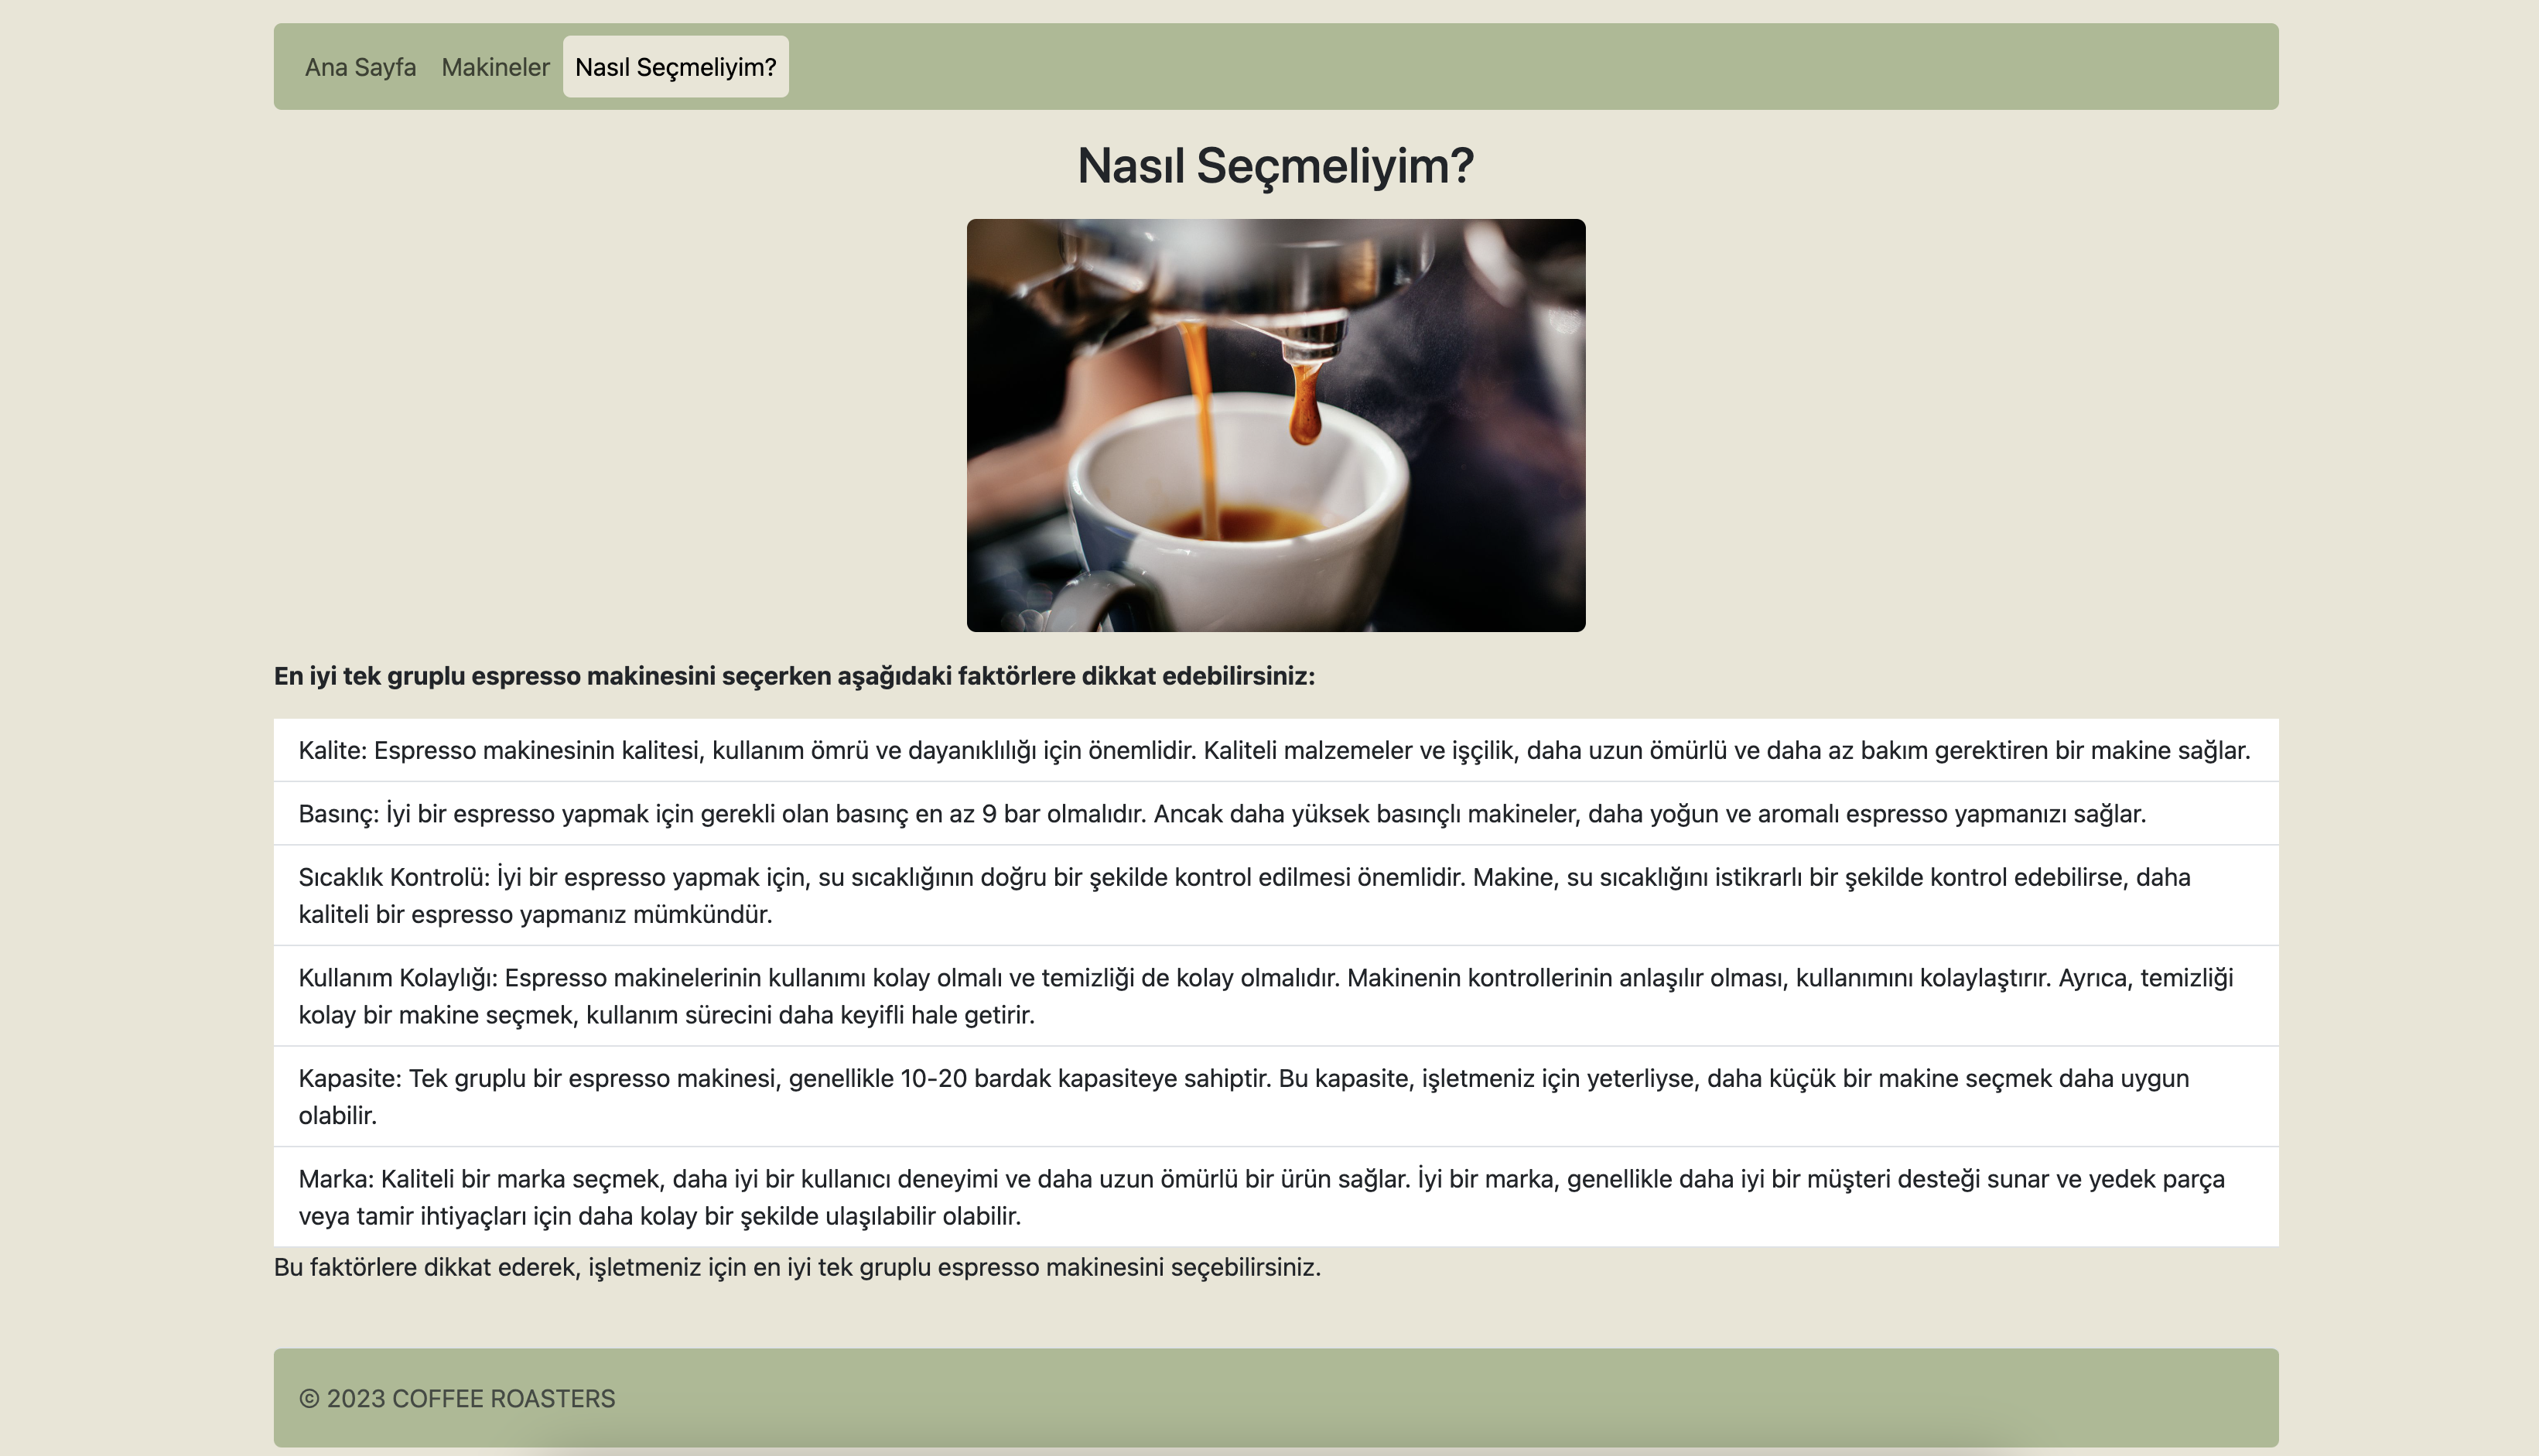 Ana Sayfa Makineler Nasıl Seçmeliyim?
Nasıl Seçmeliyim?
En iyi tek gruplu espresso makinesini seçerken aşağıdaki faktörlere dikkat edebilirsiniz:
Kalite: Espresso makinesinin kalitesi, kullanım ömrü ve dayanıklılığı için önemlidir. Kaliteli malzemeler ve işçilik, daha uzun ömürlü ve daha az bakım gerektiren bir makine sağlar.
Basınç: İyi bir espresso yapmak için gerekli olan basınç en az 9 bar olmalıdır. Ancak daha yüksek basınçlı makineler, daha yoğun ve aromalı espresso yapmanızı sağlar.
Sıcaklık Kontrolü: İyi bir espresso yapmak için, su sıcaklığının doğru bir şekilde kontrol edilmesi önemlidir. Makine, su sıcaklığını istikrarlı bir şekilde kontrol edebilirse, daha
kaliteli bir espresso yapmanız mümkündür.
Kullanım Kolaylığı: Espresso makinelerinin kullanımı kolay olmalı ve temizliği de kolay olmalıdır. Makinenin kontrollerinin anlaşılır olması, kullanımını kolaylaştırır. Ayrıca, temizliği
kolay bir makine seçmek, kullanım sürecini daha keyifli hale getirir.
Kapasite: Tek gruplu bir espresso makinesi, genellikle 10-20 bardak kapasiteye sahiptir. Bu kapasite, işletmeniz için yeterliyse, daha küçük bir makine seçmek daha uygun
olabilir.
Marka: Kaliteli bir marka seçmek, daha iyi bir kullanıcı deneyimi ve daha uzun ömürlü bir ürün sağlar. İyi bir marka, genellikle daha iyi bir müşteri desteği sunar ve yedek parça
veya tamir ihtiyaçları için daha kolay bir şekilde ulaşılabilir olabilir.
Bu faktörlere dikkat ederek, işletmeniz için en iyi tek gruplu espresso makinesini seçebilirsiniz.
© 2023 COFFEE ROASTERS